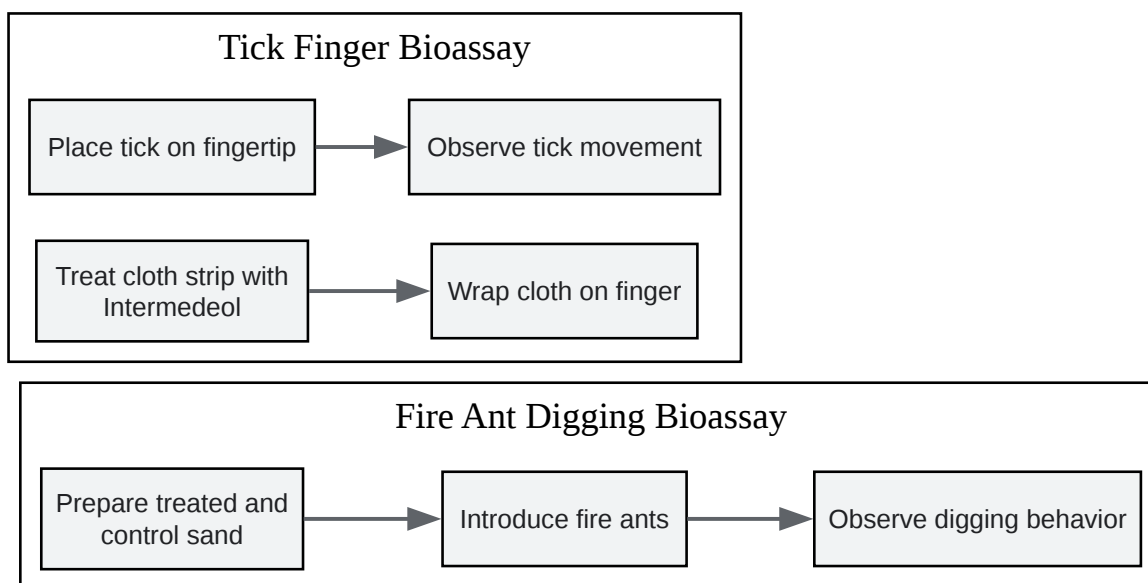 Tick Finger Bioassay
Place tick on fingertip
Observe tick movement
Treat cloth strip with
Intermedeol
Wrap cloth on finger
Fire Ant Digging Bioassay
Prepare treated and
control sand
Introduce fire ants
Observe digging behavior